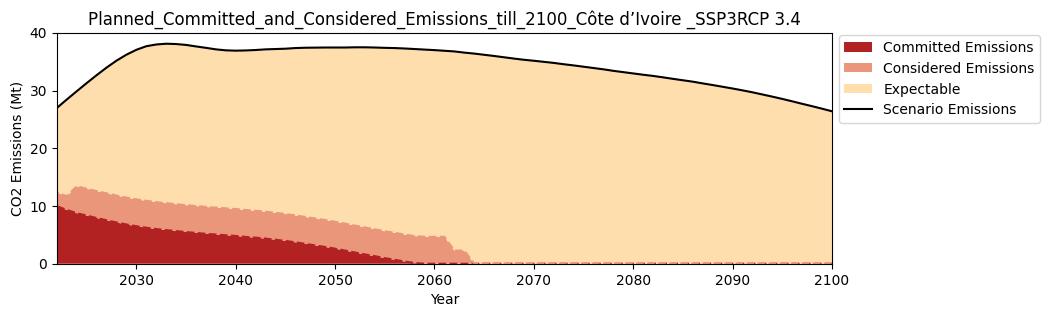 Planned_Committed_and_Considered_Emissions_till_2100_Côte d’Ivoire _SSP3RCP 3.4
CO2 Emissions (Mt)
40
30
20
10
0
2030 2040 2050 2060 2070 2080 2090 2100
Year
Committed Emissions
Considered Emissions
Expectable
Scenario Emissions